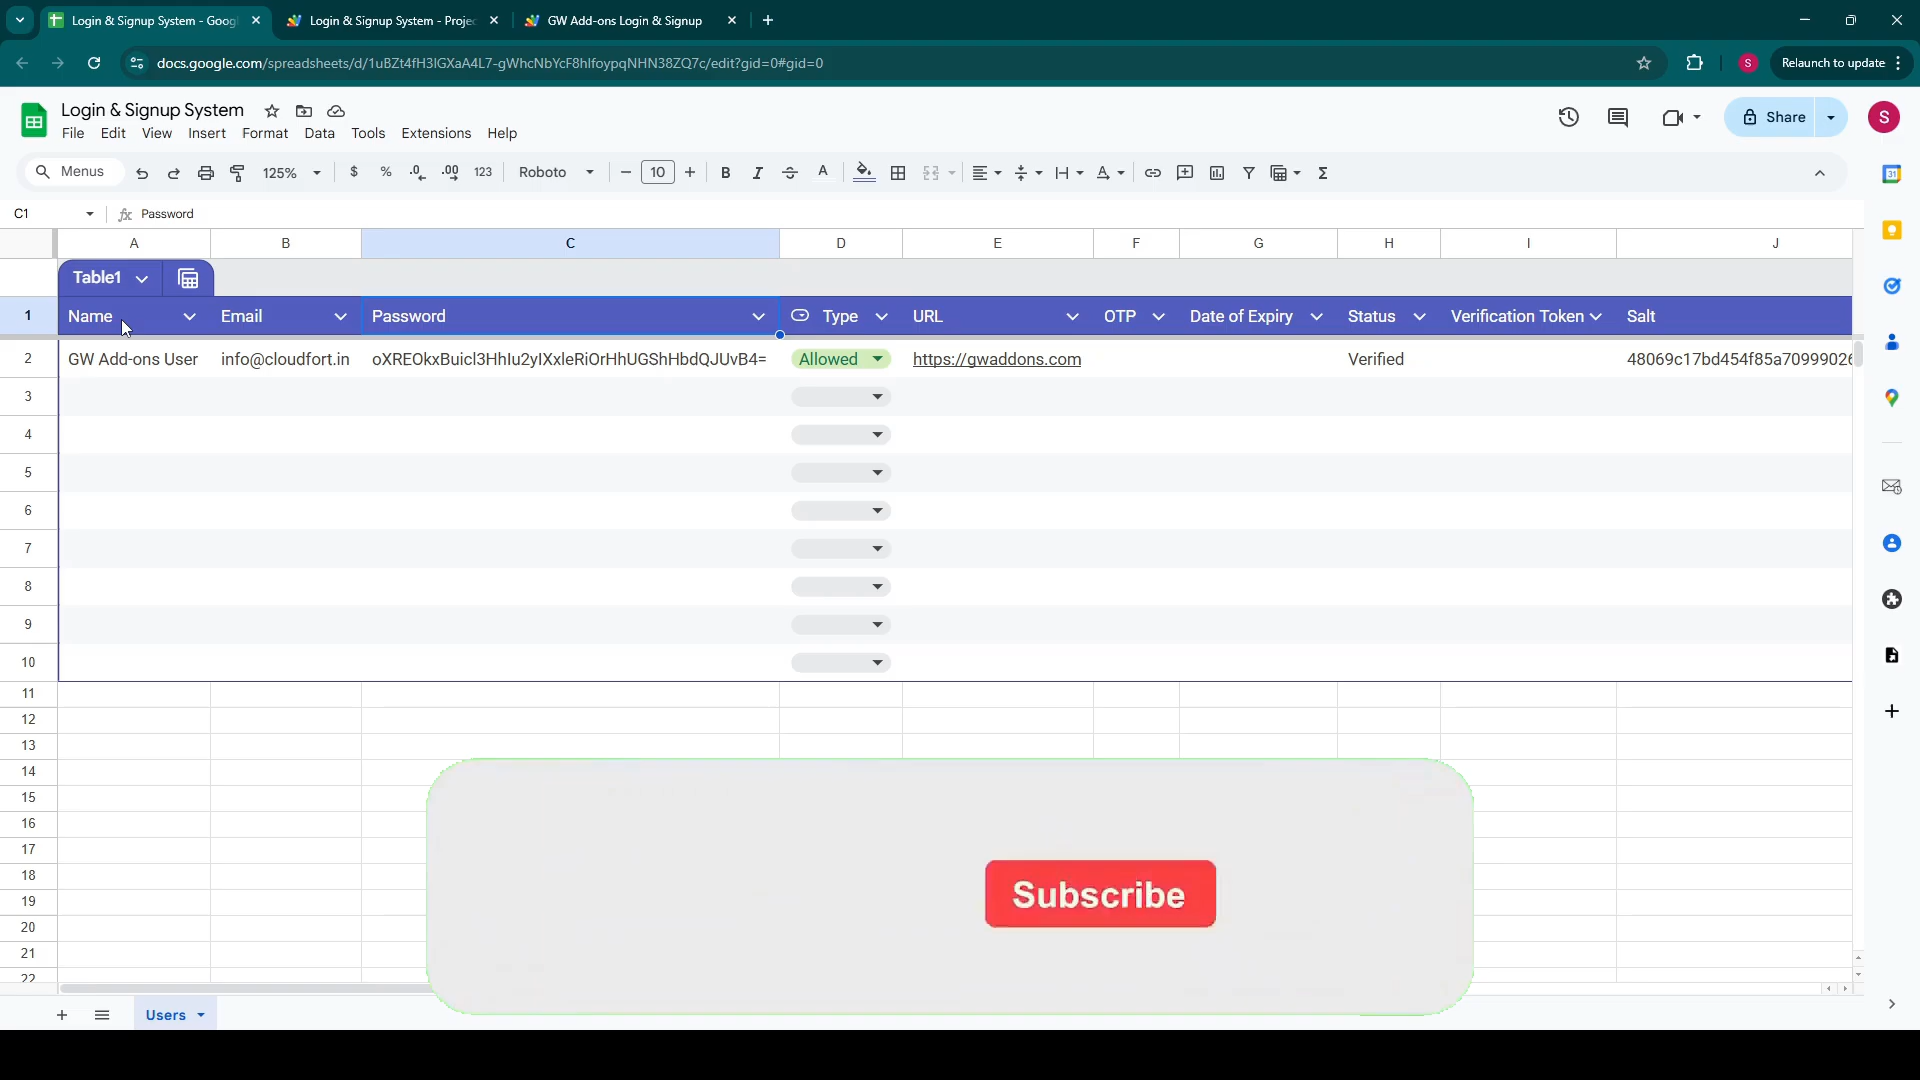 Login & Signup System - Goog
Login & Signup System - Projec
GW Add-ons Login & Signup
docs.google.com/spreadsheets/d/1uBZt4fH3lGXaA4L7-gWhcNbYcF8hlfoypqNHN38ZQ7c/edit?gid=0#gid=0
S
Relaunch to update
Login & Signup System
File Edit View Insert Format Data Tools Extensions Help
Share
S
Menus
125%
$ % .0 .00 123
Roboto
10
B I A
C1
fx Password
A B C D E F G H I J
Table1
1 Name Email Password Type URL OTP Date of Expiry Status Verification Token Salt
2 GW Add-ons User info@cloudfort.in oXREOkxBuicl3HhIu2yIXxleRiOrHhUGShHbdQJUvB4= Allowed https://gwaddons.com Verified 48069c17bd454f85a7099902
3
4
5
6
7
8
9
10
11
12
13
14
15
16
17
18
19
20
21
22
Subscribe
Users
31